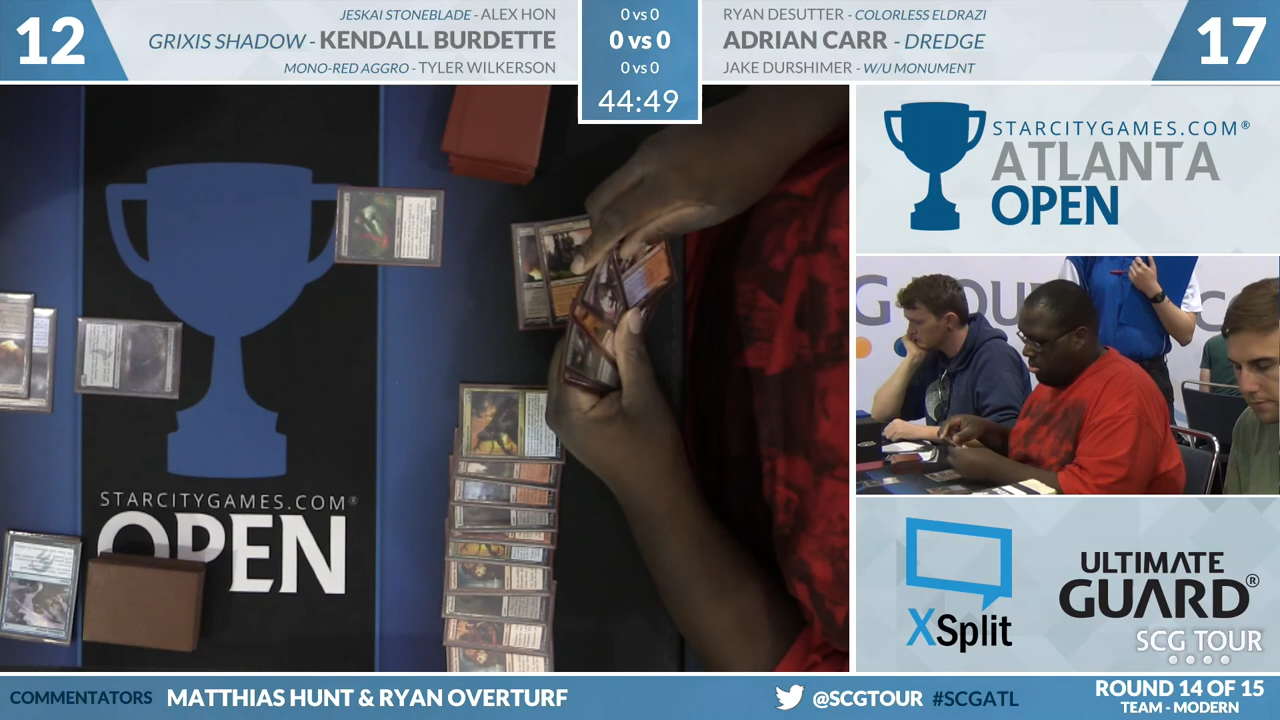 12
JESKAI STONEBLADE - ALEX HON
GRIXIS SHADOW - KENDALL BURDETTE
MONO-RED AGGRO - TYLER WILKERSON
0 vs 0
0 vs 0
0 vs 0
44:49
RYAN DESUTTER - COLORLESS ELDRAZI
ADRIAN CARR - DREDGE
JAKE DURSHIMER - W/U MONUMENT
17
STARCITYGAMES.COM®
ATLANTA
OPEN
STARCITYGAMES.COM®
OPEN
XSplit
ULTIMATE
GUARD®
SCG TOUR
COMMENTATORS MATTHIAS HUNT & RYAN OVERTURF
@SCGTOUR #SCGATL
ROUND 14 OF 15
TEAM - MODERN